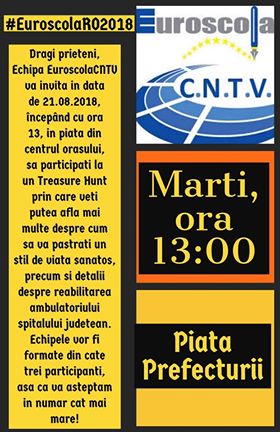 #EuroscolaRO2018
Dragi prieteni,
Echipa EuroscolaCNTV
va invita in data
de 21.08.2018,
începând cu ora
13, in piata din
centrul orasului,
sa participati la
un Treasure Hunt
prin care veti
putea afla mai
multe despre cum
sa va pastrati un
stil de viata sanatos,
precum si detalii
despre reabilitarea
ambulatoriului
spitalului judetean.
Echipele vor fi
formate din cate
trei participanti,
asa ca va asteptam
in numar cat mai
mare!
Euroscola
C.N.T.V.
Marti,
ora
13:00
Piata
Prefecturii